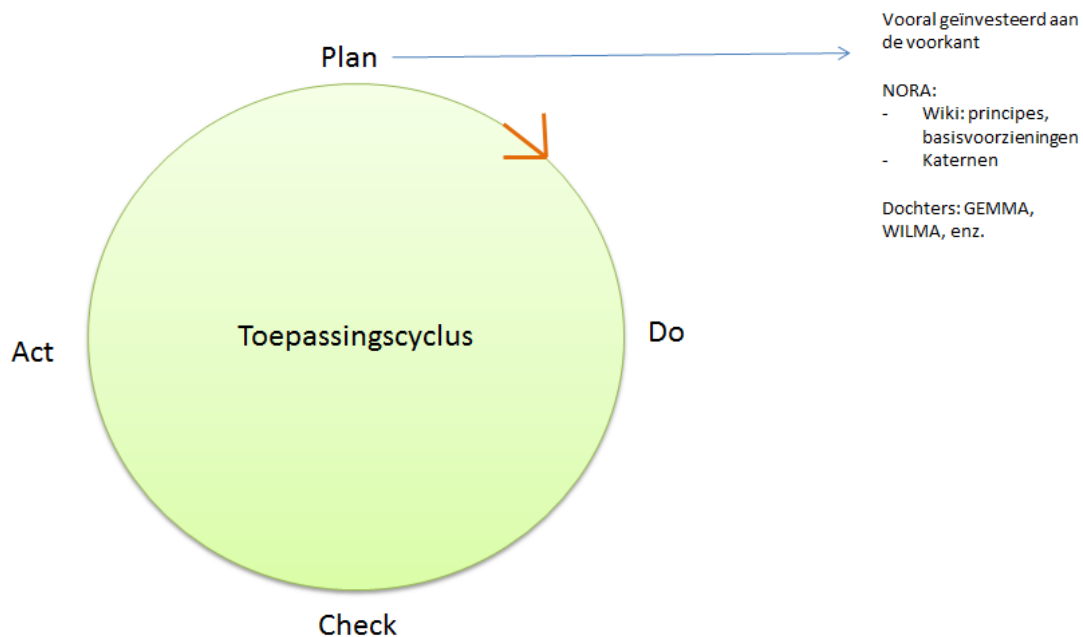 Plan
Vooral geïnvesteerd aan
de voorkant
NORA:
- Wiki: principes,
basisvoorzieningen
- Katernen
Dochters: GEMMA,
WILMA, enz.
Do
Toepassingscyclus
Act
Check